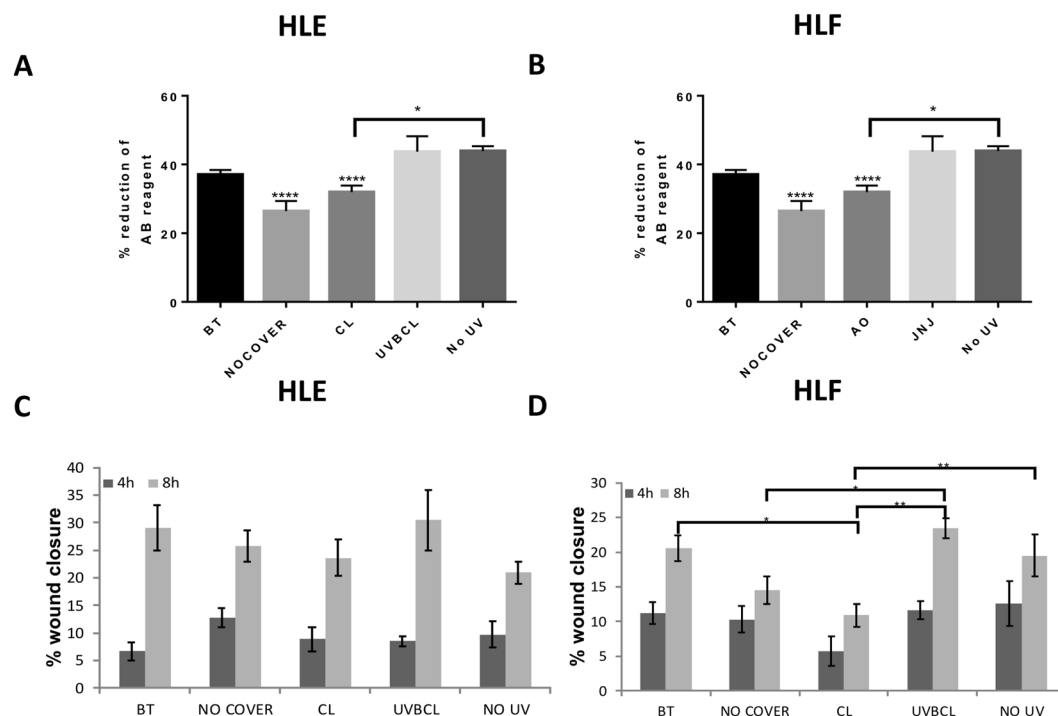 HLE
HLF
A
B
% reduction of
AB reagent
60
40
20
0
****
****
*
BT
NOCOVER
CL
UVBCL
No UV
% reduction of
AB reagent
60
40
20
0
****
****
*
BT
NOCOVER
AO
JNJ
No UV
HLE
HLF
C
D
% wound closure
40
35
30
25
20
15
10
5
0
4h 8h
BT NO COVER CL UVBCL NO UV
% wound closure
30
25
20
15
10
5
0
4h 8h
**
*
**
*
BT NO COVER CL UVBCL NO UV